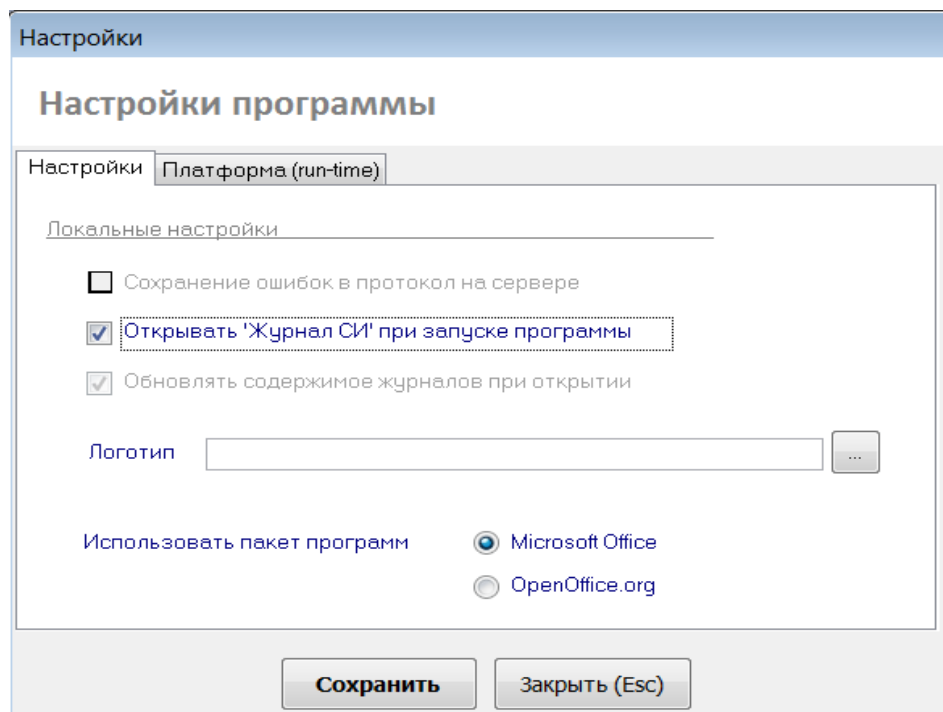 Настройки
Настройки программы
Настройки
Платформа (run-time)
Локальные настройки
Сохранение ошибок в протокол на сервере
Открывать 'Журнал СИ' при запуске программы
Обновлять содержимое журналов при открытии
Логотип ...
Использовать пакет программ Microsoft Office
OpenOffice.org
Сохранить Закрыть (Esc)